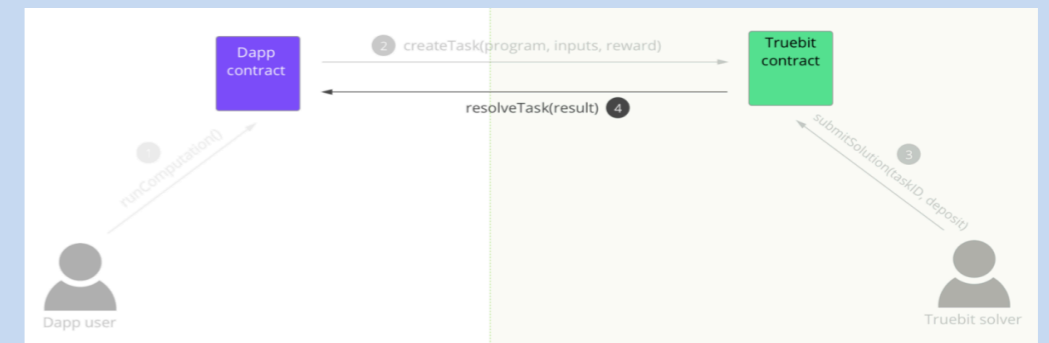 Dapp
contract
2 createTask(program, inputs, reward)
Truebit
contract
resolveTask(result) 4
1
runComputation()
3
submitSolution(taskID, deposit)
Dapp user
Truebit solver